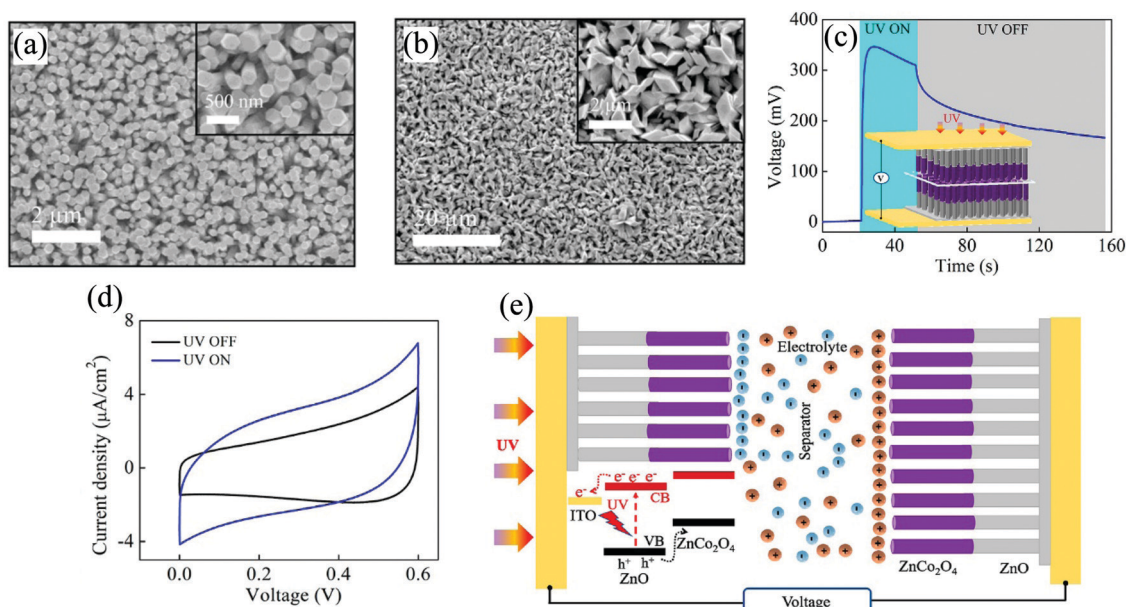 (a)
500 nm
2 μm
(b)
2 μm
20 μm
(c)
UV ON
UV OFF
400
300
200
100
0
Voltage (mV)
UV
V
0
40
80
120
160
Time (s)
(d)
8
4
0
-4
Current density (μA/cm²)
UV OFF
UV ON
0.0
0.2
0.4
0.6
Voltage (V)
(e)
UV
Electrolyte
Separator
e⁻
e⁻ e⁻ e⁻
CB
ITO
UV
VB
h⁺ h⁺
ZnO
ZnCo₂O₄
ZnCo₂O₄
ZnO
Voltage